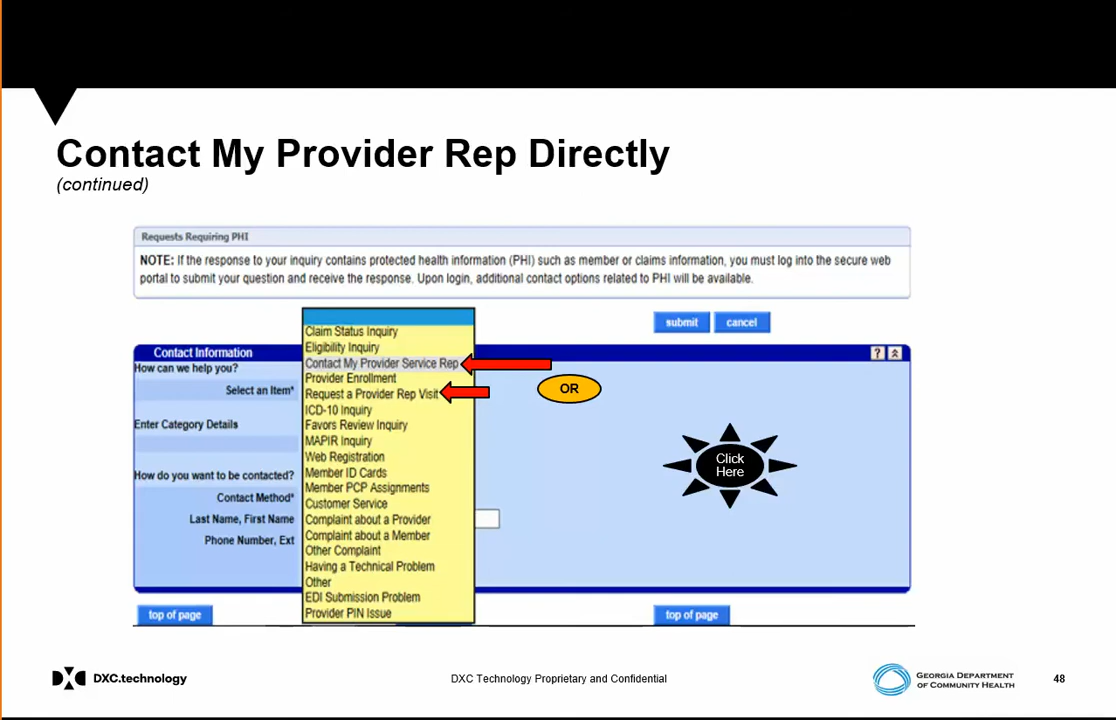 Contact My Provider Rep Directly
(continued)
Requests Requiring PHI
NOTE: If the response to your inquiry contains protected health information (PHI) such as member or claims information, you must log into the secure web
portal to submit your question and receive the response. Upon login, additional contact options related to PHI will be available.
submit
cancel
Contact Information
?
How can we help you?
Select an Item*
Enter Category Details
How do you want to be contacted?
Contact Method*
Last Name, First Name
Phone Number, Ext
Claim Status Inquiry
Eligibility Inquiry
Contact My Provider Service Rep
Provider Enrollment
Request a Provider Rep Visit
ICD-10 Inquiry
Favors Review Inquiry
MAPIR Inquiry
Web Registration
Member ID Cards
Member PCP Assignments
Customer Service
Complaint about a Provider
Complaint about a Member
Other Complaint
Having a Technical Problem
Other
EDI Submission Problem
Provider PIN Issue
OR
Click
Here
top of page
top of page
DXC.technology
DXC Technology Proprietary and Confidential
GEORGIA DEPARTMENT
OF COMMUNITY HEALTH
48